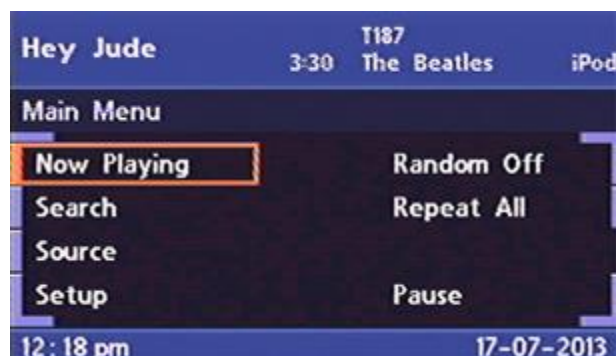 T187
Hey Jude 3:30 The Beatles iPod
Main Menu
Now Playing Random Off
Search Repeat All
Source
Setup Pause
12:18 pm 17-07-2013